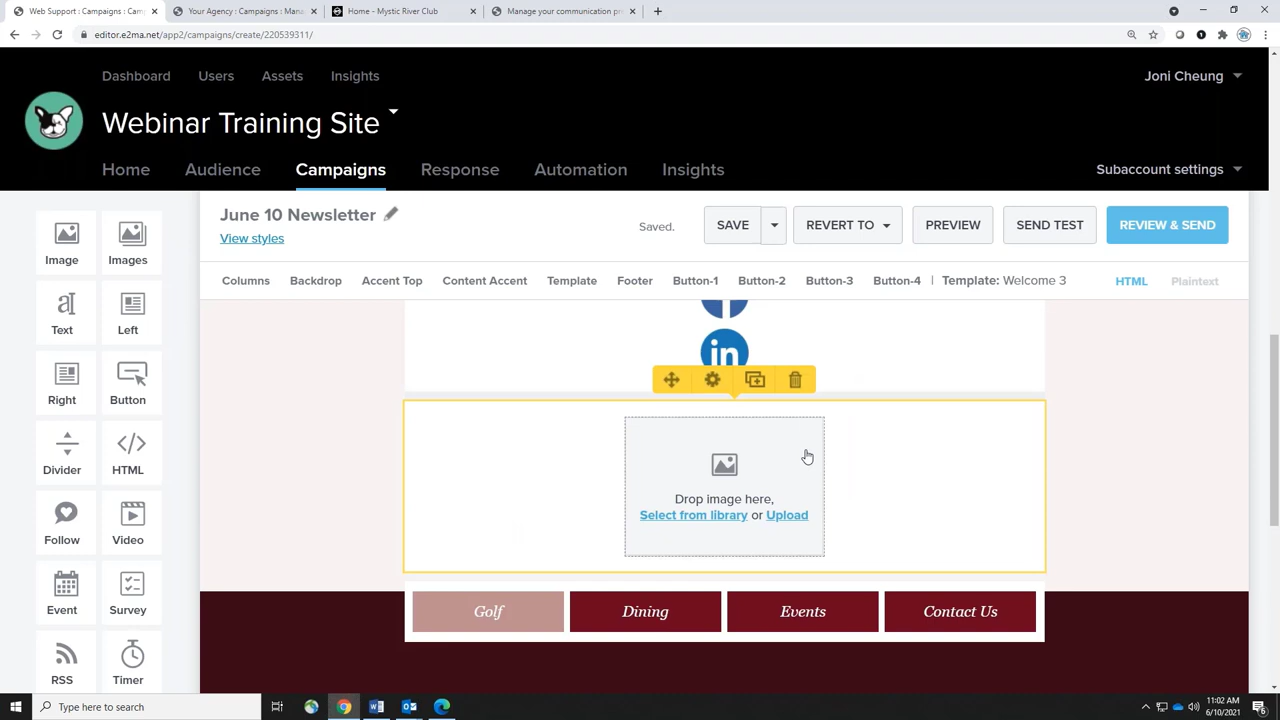 Web Support : Campaigns : Cam
Your Agency : Campaigns : Mana
Home - Mystic River Club
Manage your communication pr
editor.e2ma.net/app2/campaigns/create/220539311/
Dashboard
Users
Assets
Insights
Joni Cheung
Webinar Training Site
Home
Audience
Campaigns
Response
Automation
Insights
Subaccount settings
June 10 Newsletter
View styles
Saved.
SAVE
REVERT TO
PREVIEW
SEND TEST
REVIEW & SEND
Columns
Backdrop
Accent Top
Content Accent
Template
Footer
Button-1
Button-2
Button-3
Button-4
Template: Welcome 3
HTML
Plaintext
Image
Images
Text
Left
Right
Button
Divider
HTML
Follow
Video
Event
Survey
RSS
Timer
in
Drop image here,
Select from library or Upload
Golf
Dining
Events
Contact Us
Type here to search
11:02 AM
6/10/2021